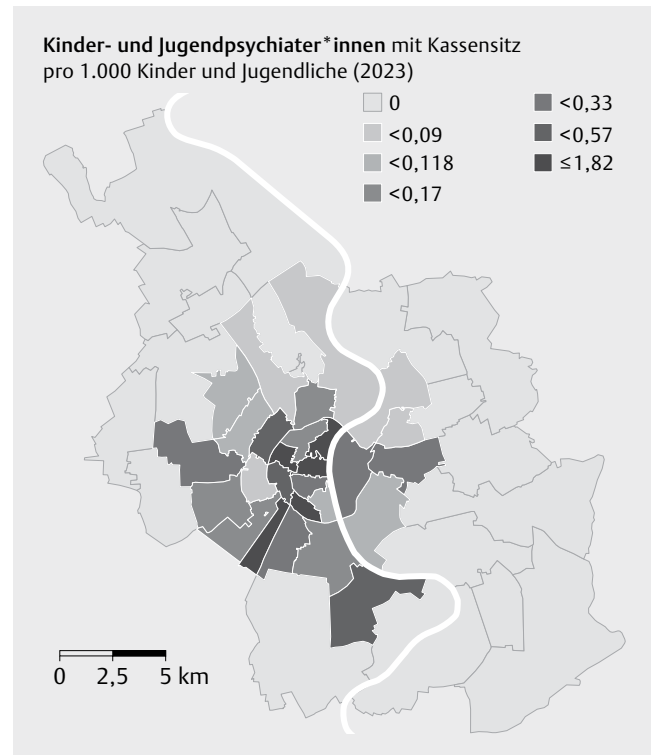 Kinder- und Jugendpsychiater*innen mit Kassensitz
pro 1.000 Kinder und Jugendliche (2023)
0
<0,09
<0,118
<0,17
<0,33
<0,57
≤1,82
0 2,5 5 km